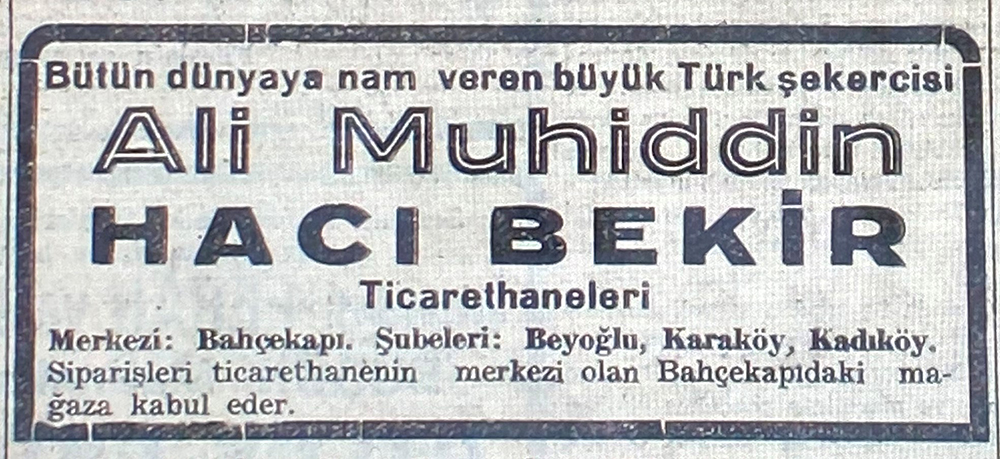 Bütün dünyaya nam veren büyük Türk şekercisi
Ali Muhiddin
HACI BEKİR
Ticarethaneleri
Merkezi: Bahçekapı. Şubeleri: Beyoğlu, Karaköy, Kadıköy.
Siparişleri ticarethanenin merkezi olan Bahçekapıdaki ma-
ğaza kabul eder.